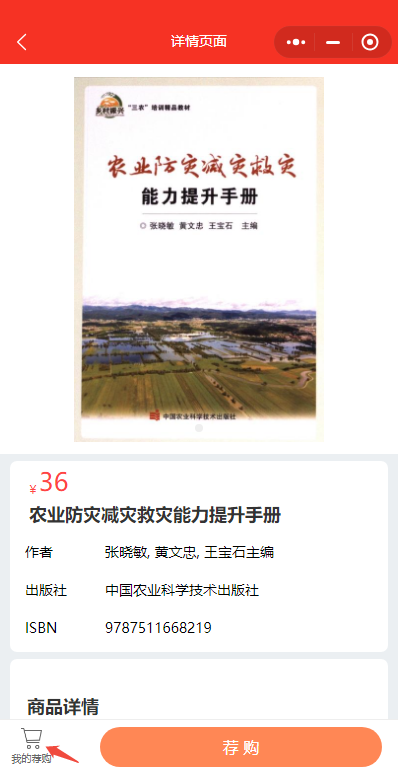 详情页面
乡村振兴
“三农”培训精品教材
农业防灾减灾救灾
能力提升手册
张晓敏 黄文忠 王宝石 主编
中国农业科学技术出版社
¥36
农业防灾减灾救灾能力提升手册
作者 张晓敏, 黄文忠, 王宝石主编
出版社 中国农业科学技术出版社
ISBN 9787511668219
商品详情
我的荐购
荐 购